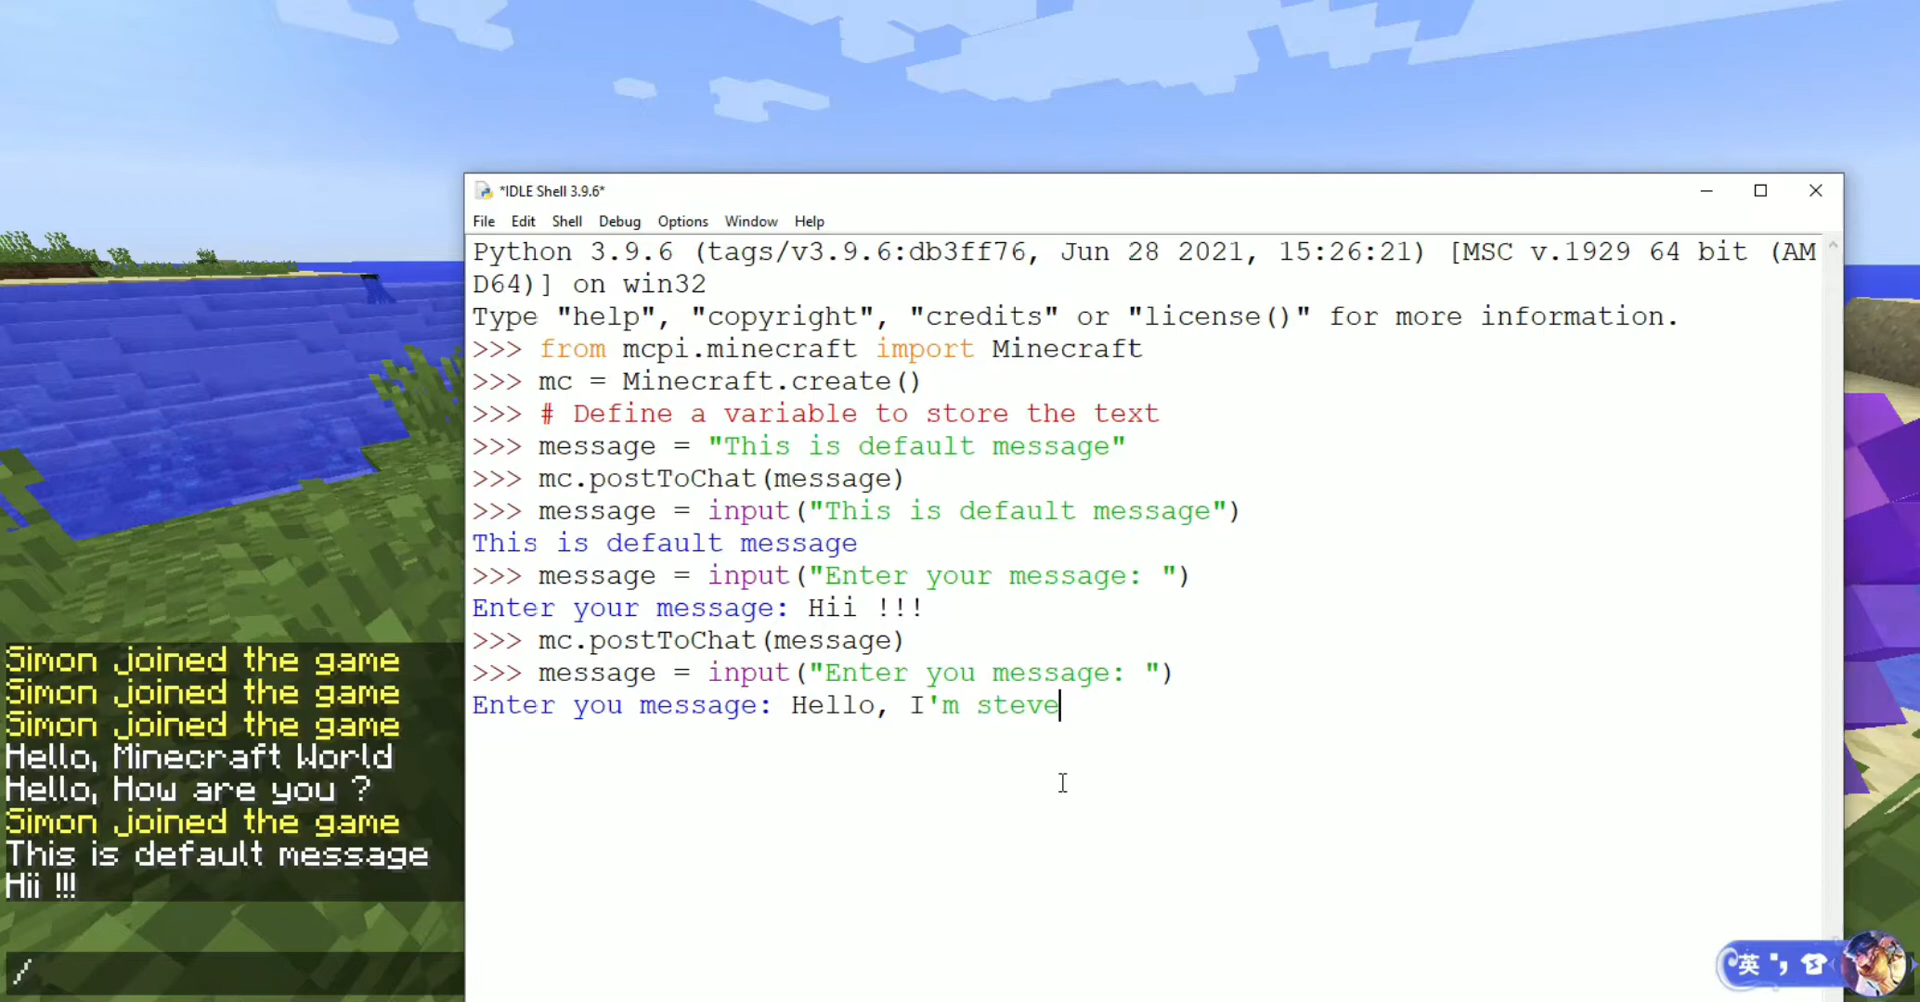 *IDLE Shell 3.9.6*
File Edit Shell Debug Options Window Help
Python 3.9.6 (tags/v3.9.6:db3ff76, Jun 28 2021, 15:26:21) [MSC v.1929 64 bit (AM
D64)] on win32
Type "help", "copyright", "credits" or "license()" for more information.
>>> from mcpi.minecraft import Minecraft
>>> mc = Minecraft.create()
>>> # Define a variable to store the text
>>> message = "This is default message"
>>> mc.postToChat(message)
>>> message = input("This is default message")
This is default message
>>> message = input("Enter your message: ")
Enter your message: Hii !!!
>>> mc.postToChat(message)
>>> message = input("Enter you message: ")
Enter you message: Hello, I'm steve
Simon joined the game
Simon joined the game
Simon joined the game
Hello, Minecraft World
Hello, How are you ?
Simon joined the game
This is default message
Hii !!!
/
英